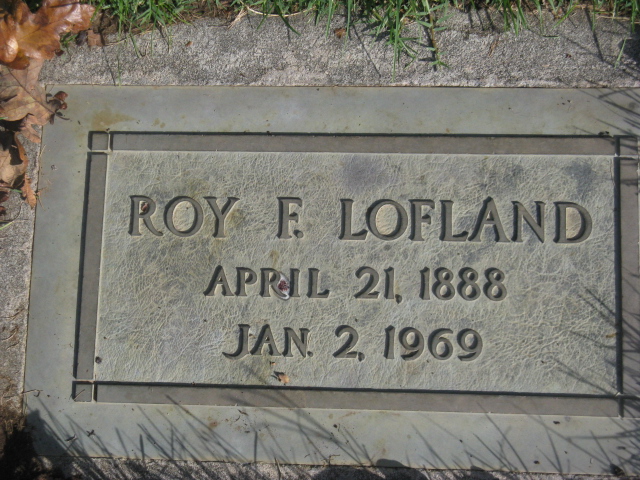 ROY F. LOFLAND
APRIL 21, 1888
JAN. 2, 1969